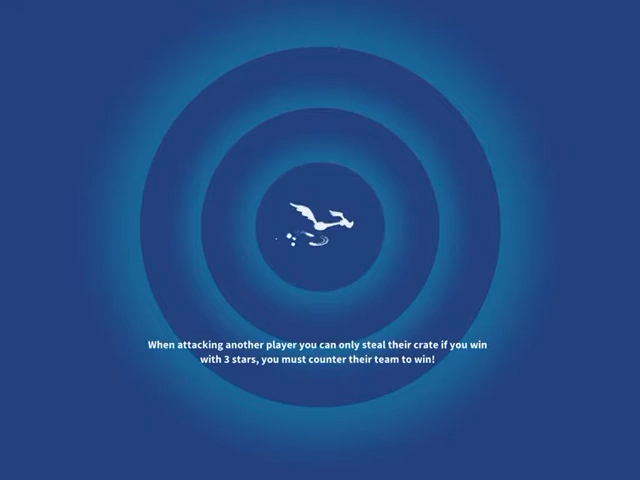 When attacking another player you can only steal their crate if you win
with 3 stars, you must counter their team to win!